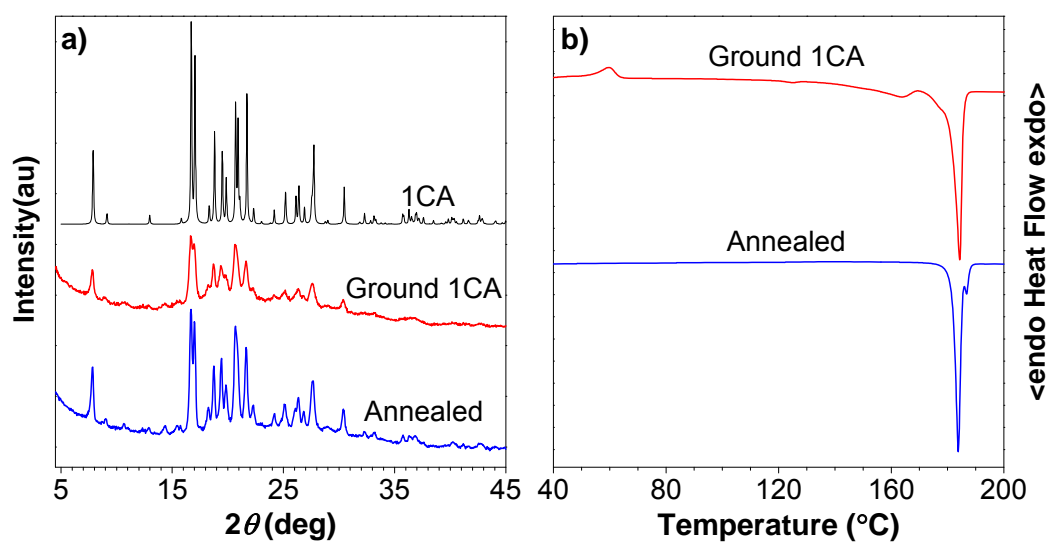 a)
1CA
Ground 1CA
Annealed
Intensity(au)
5 15 25 35 45
2θ (deg)
b)
Ground 1CA
Annealed
<endo Heat Flow exdo>
40 80 120 160 200
Temperature (°C)